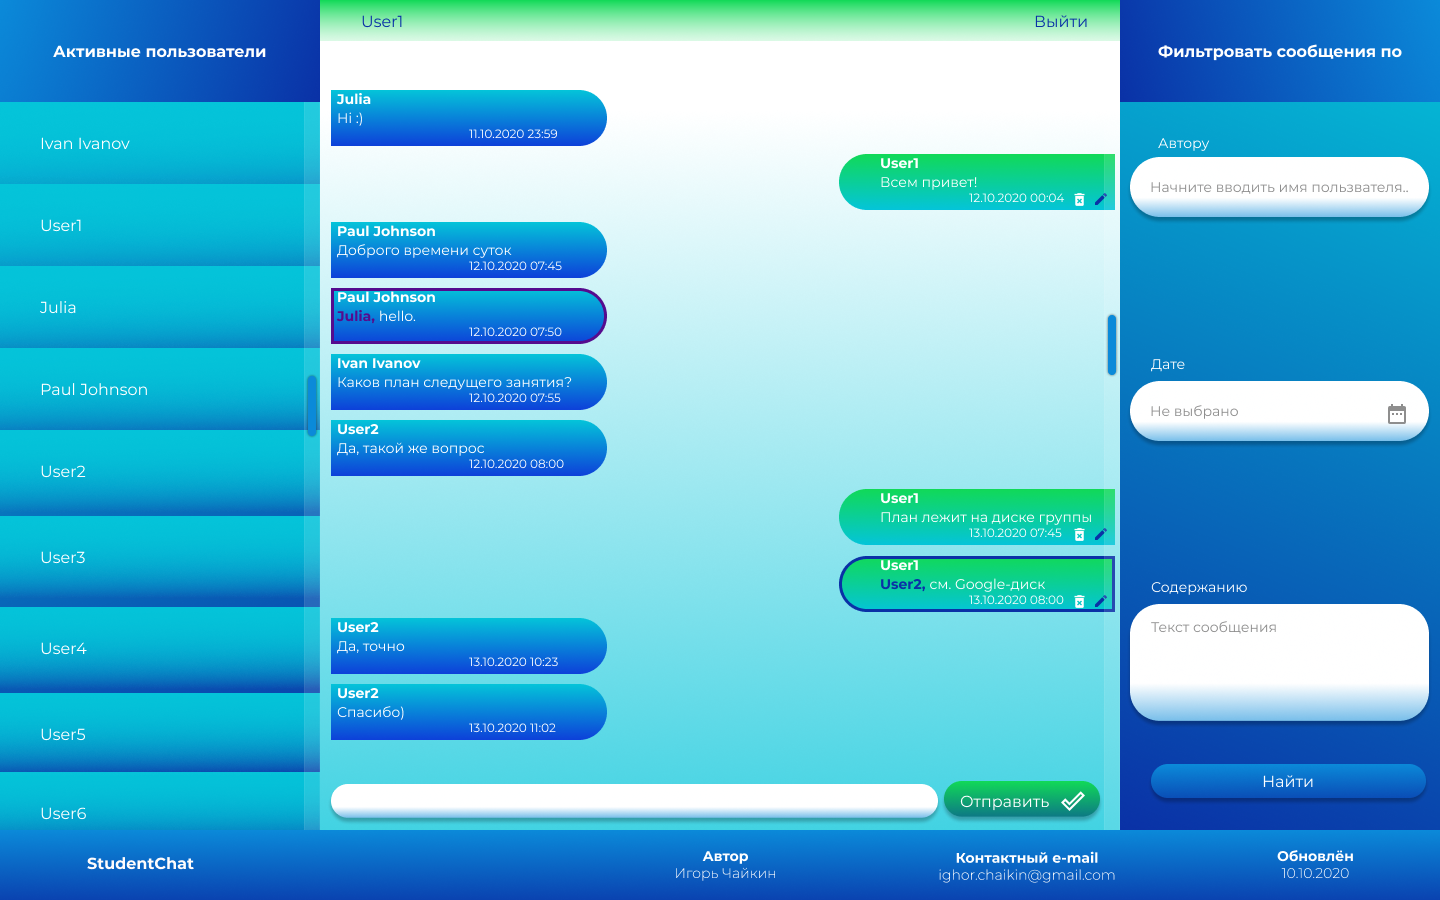 Активные пользователи
Ivan Ivanov
User1
Julia
Paul Johnson
User2
User3
User4
User5
User6
User1
Выйти
Julia
Hi :)
11.10.2020 23:59
User1
Всем привет!
12.10.2020 00:04
Paul Johnson
Доброго времени суток
12.10.2020 07:45
Paul Johnson
Julia, hello.
12.10.2020 07:50
Ivan Ivanov
Каков план следущего занятия?
12.10.2020 07:55
User2
Да, такой же вопрос
12.10.2020 08:00
User1
План лежит на диске группы
13.10.2020 07:45
User1
User2, см. Google-диск
13.10.2020 08:00
User2
Да, точно
13.10.2020 10:23
User2
Спасибо)
13.10.2020 11:02
Отправить
Фильтровать сообщения по
Автору
Начните вводить имя пользвателя..
Дате
Не выбрано
Содержанию
Текст сообщения
Найти
StudentChat
Автор
Игорь Чайкин
Контактный e-mail
ighor.chaikin@gmail.com
Обновлён
10.10.2020